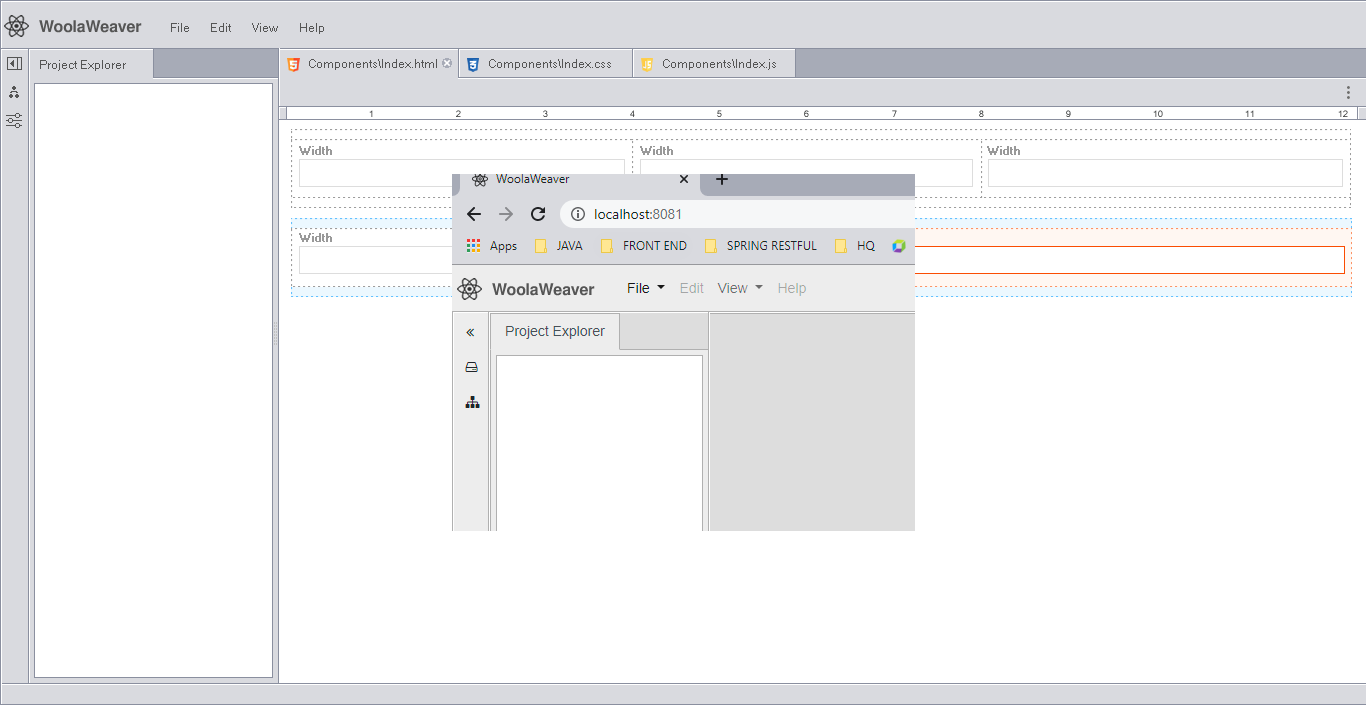 WoolaWeaver File Edit View Help
Project Explorer
Components\Index.html Components\Index.css Components\Index.js
1 2 3 4 5 6 7 8 9 10 11 12
Width Width Width
Width
WoolaWeaver
localhost:8081
Apps JAVA FRONT END SPRING RESTFUL HQ
WoolaWeaver File Edit View Help
Project Explorer